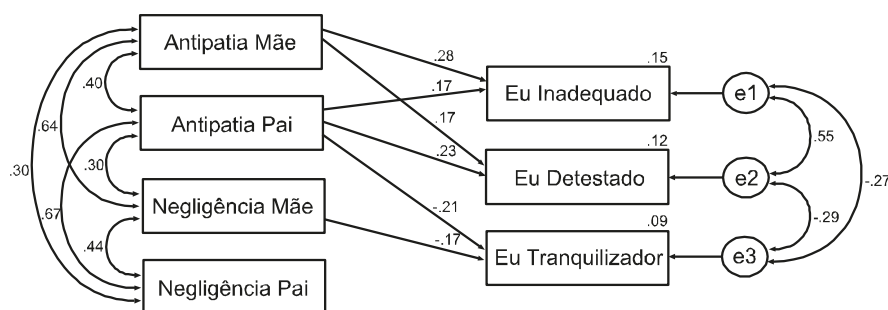 Antipatia Mãe
.28
.15
Eu Inadequado
e1
.40
.17
Antipatia Pai
.17
.64
.55
.23
.12
.30
.30
Eu Detestado
e2
-.27
.67
Negligência Mãe
-.21
-.29
.09
.44
-.17
Eu Tranquilizador
e3
Negligência Pai